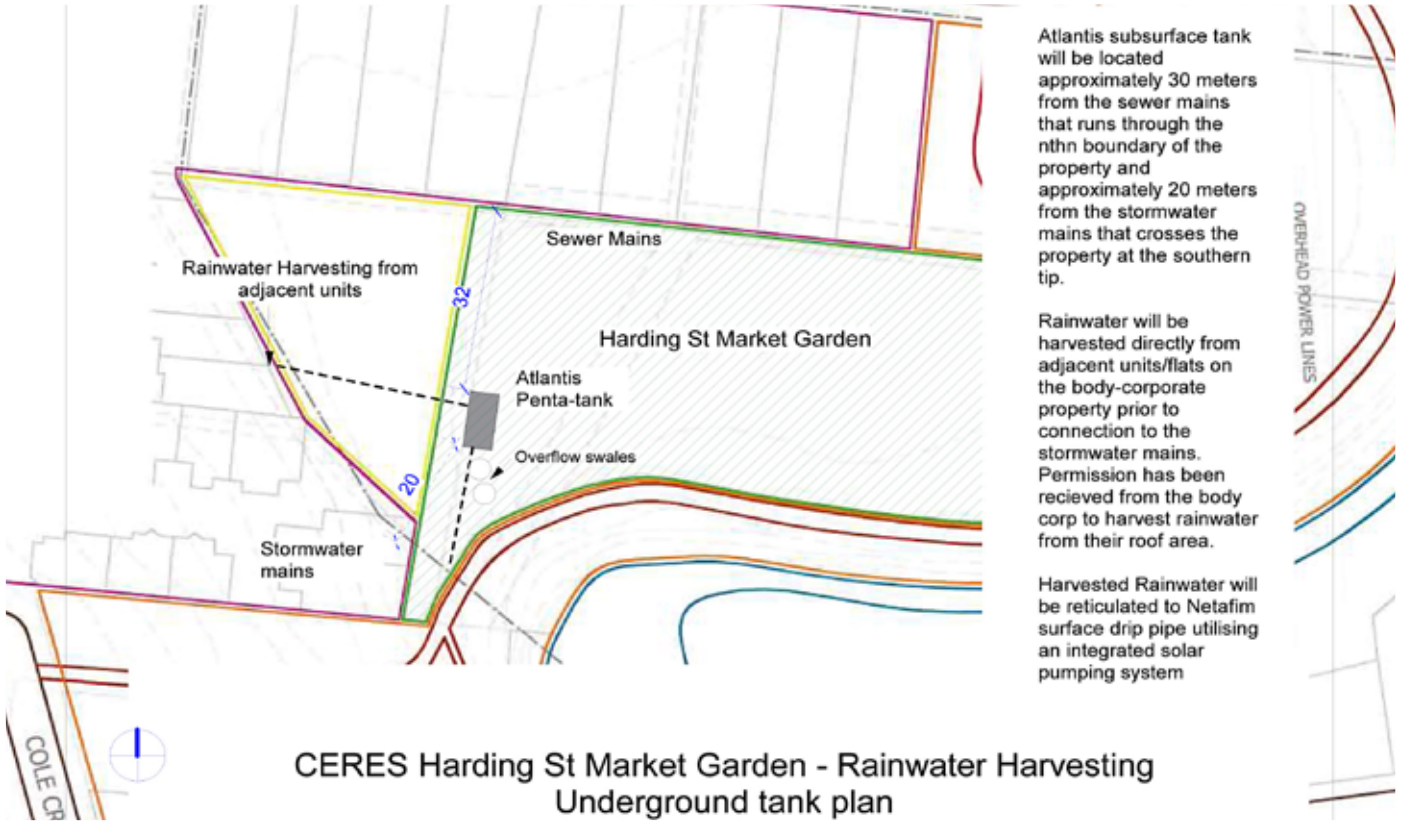 Atlantis subsurface tank
will be located
approximately 30 meters
from the sewer mains
that runs through the
nthn boundary of the
property and
approximately 20 meters
from the stormwater
mains that crosses the
property at the southern
tip.
Rainwater will be
harvested directly from
adjacent units/flats on
the body-corporate
property prior to
connection to the
stormwater mains.
Permission has been
recieved from the body
corp to harvest rainwater
from their roof area.
Harvested Rainwater will
be reticulated to Netafim
surface drip pipe utilising
an integrated solar
pumping system
OVERHEAD POWER LINES
Sewer Mains
Rainwater Harvesting from
adjacent units
32
Harding St Market Garden
Atlantis
Penta-tank
Overflow swales
20
Stormwater
mains
COLE CR
CERES Harding St Market Garden - Rainwater Harvesting
Underground tank plan